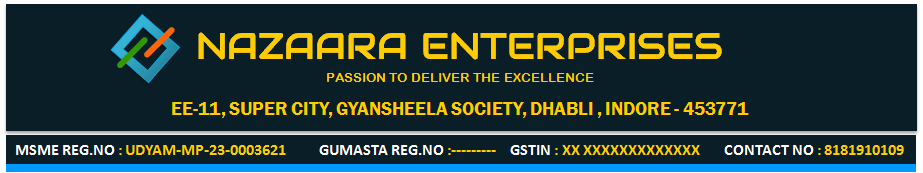 NAZAARA ENTERPRISES
PASSION TO DELIVER THE EXCELLENCE
EE-11, SUPER CITY, GYANSHEELA SOCIETY, DHABLI , INDORE - 453771
MSME REG.NO : UDYAM-MP-23-0003621 GUMASTA REG.NO :--------- GSTIN : XX XXXXXXXXXXXXX CONTACT NO : 8181910109